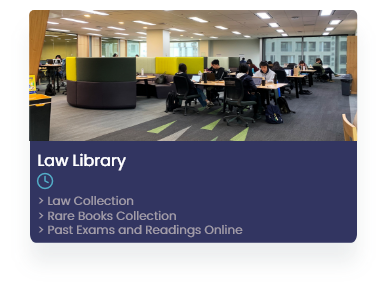 Law Library
> Law Collection
> Rare Books Collection
> Past Exams and Readings Online